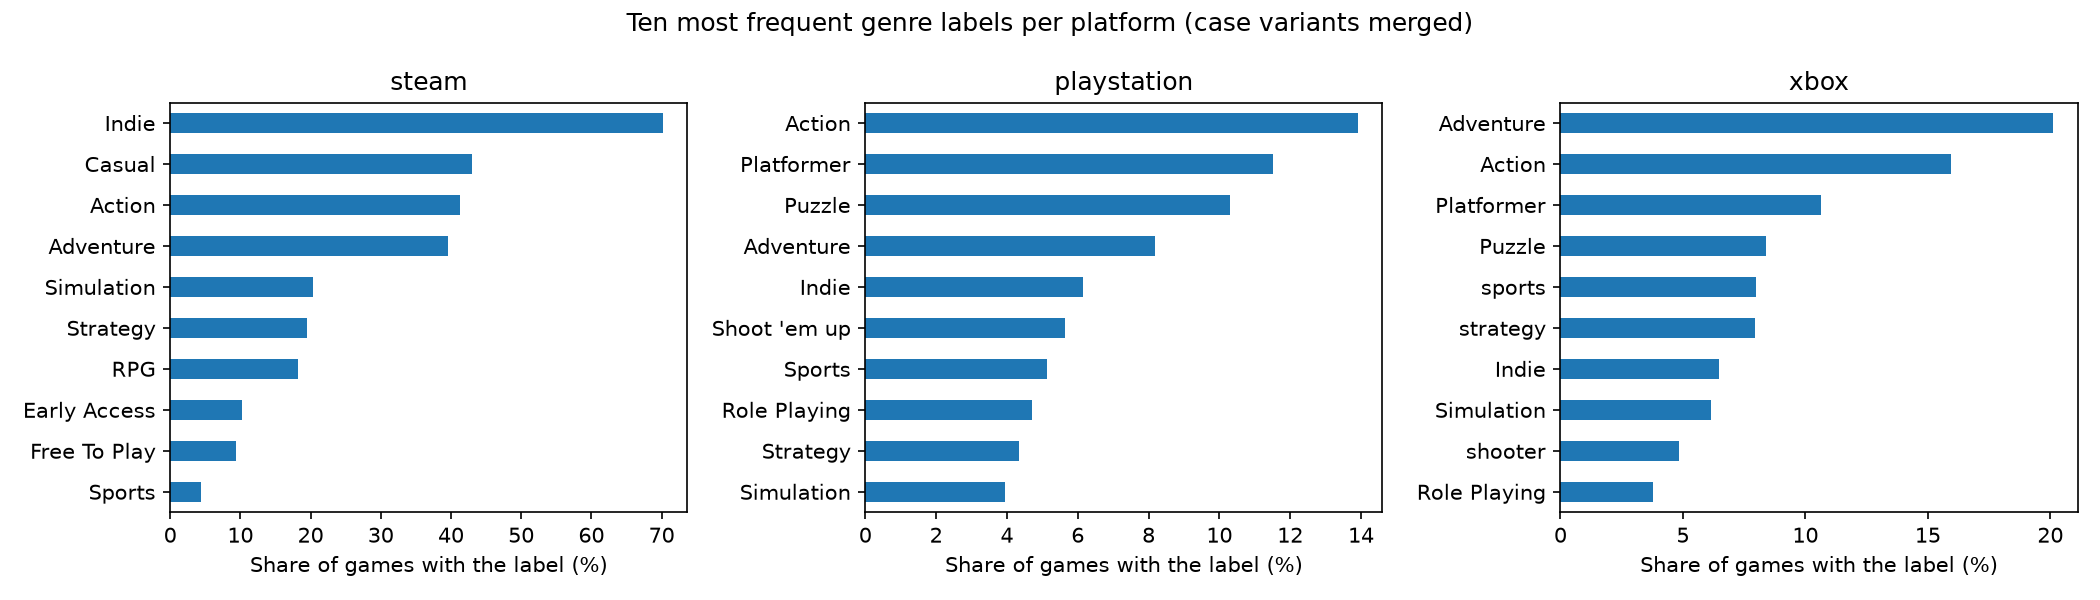 Ten most frequent genre labels per platform (case variants merged)
steam
Indie
Casual
Action
Adventure
Simulation
Strategy
RPG
Early Access
Free To Play
Sports
0 10 20 30 40 50 60 70
Share of games with the label (%)
playstation
Action
Platformer
Puzzle
Adventure
Indie
Shoot 'em up
Sports
Role Playing
Strategy
Simulation
0 2 4 6 8 10 12 14
Share of games with the label (%)
xbox
Adventure
Action
Platformer
Puzzle
sports
strategy
Indie
Simulation
shooter
Role Playing
0 5 10 15 20
Share of games with the label (%)